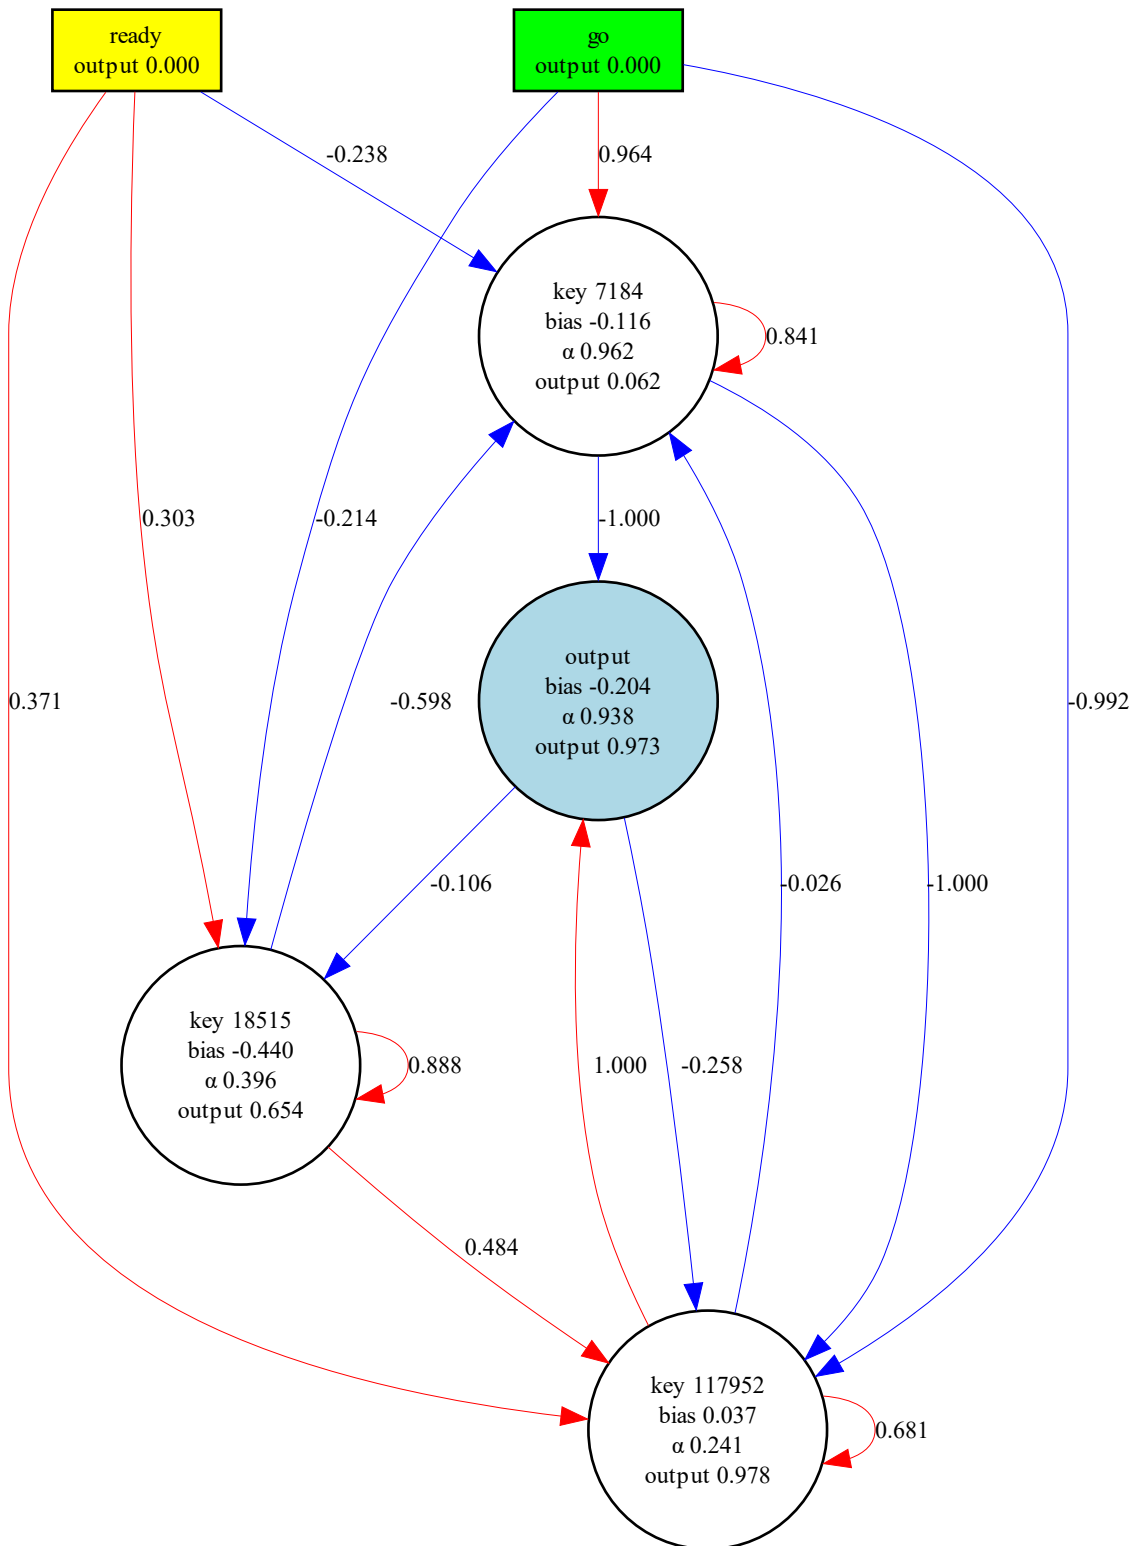 ready
output 0.000
go
output 0.000
-0.238
0.964
key 7184
bias -0.116
α 0.962
output 0.062
0.841
0.303
-0.214
-1.000
output
bias -0.204
α 0.938
output 0.973
0.371
-0.598
-0.992
-0.106
-0.026
-1.000
key 18515
bias -0.440
α 0.396
output 0.654
0.888
1.000
-0.258
0.484
key 117952
bias 0.037
α 0.241
output 0.978
0.681